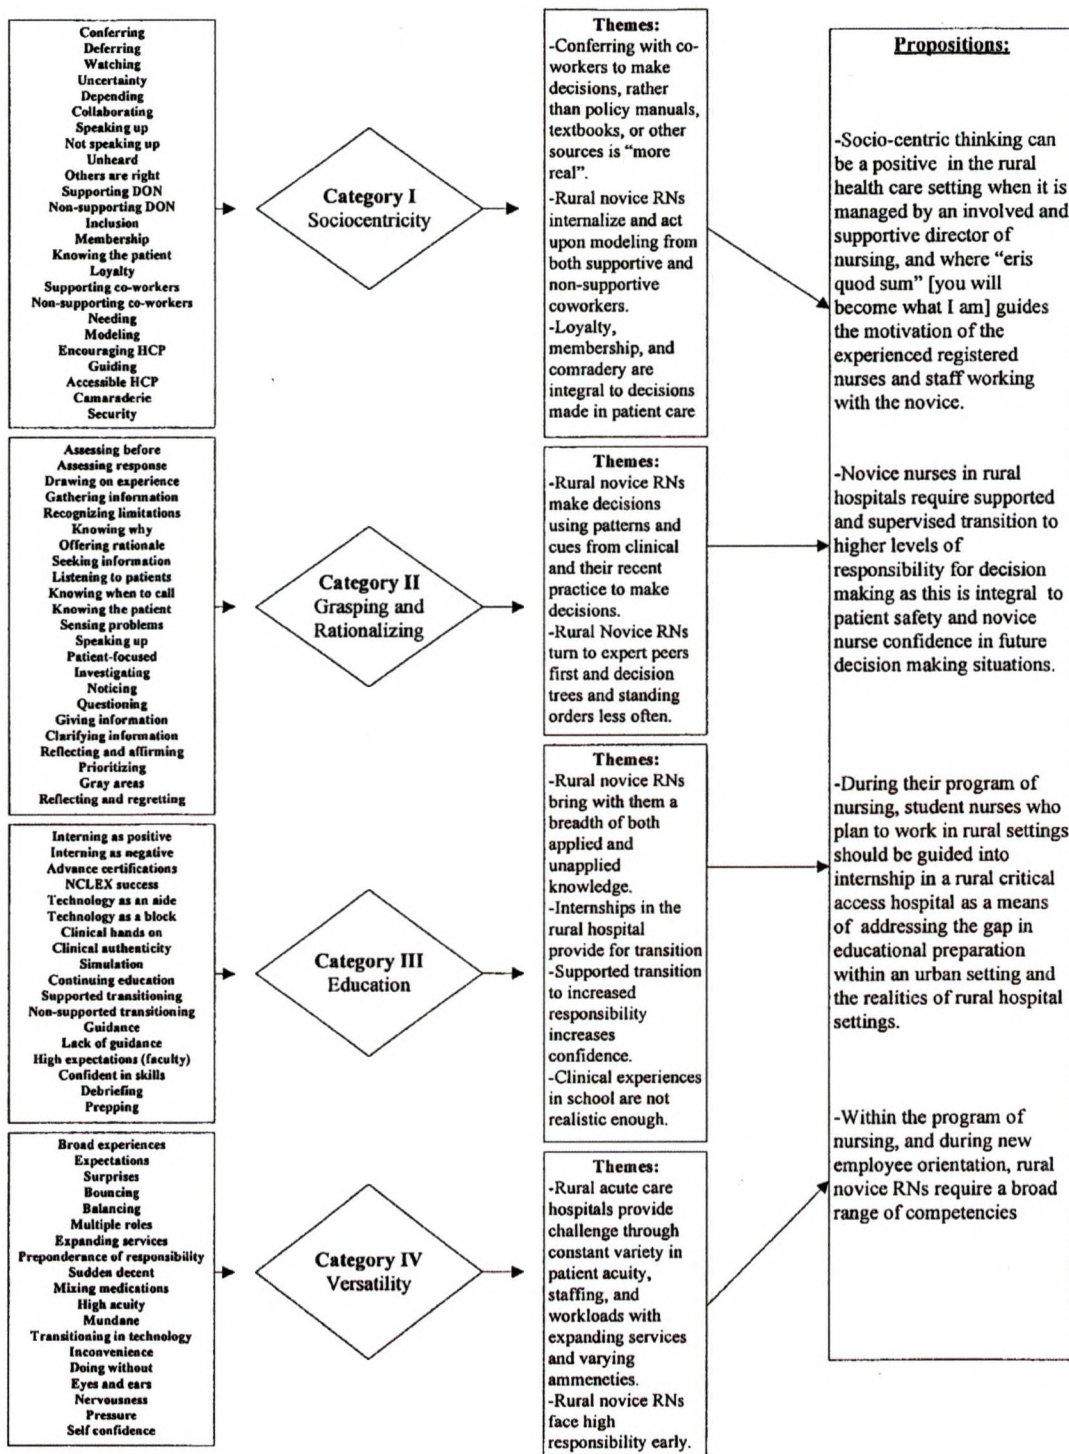 Conferring
Deferring
Watching
Uncertainty
Depending
Collaborating
Speaking up
Not speaking up
Unheard
Others are right
Supporting DON
Non-supporting DON
Inclusion
Membership
Knowing the patient
Loyalty
Supporting co-workers
Non-supporting co-workers
Needing
Modeling
Encouraging HCP
Guiding
Accessible HCP
Camaraderie
Security
Category I
Sociocentricity
Themes:
-Conferring with co-
workers to make
decisions, rather
than policy manuals,
textbooks, or other
sources is “more
real”.
-Rural novice RNs
internalize and act
upon modeling from
both supportive and
non-supportive
coworkers.
-Loyalty,
membership, and
comradery are
integral to decisions
made in patient care
Assessing before
Assessing response
Drawing on experience
Gathering information
Recognizing limitations
Knowing why
Offering rationale
Seeking information
Listening to patients
Knowing when to call
Knowing the patient
Sensing problems
Speaking up
Patient-focused
Investigating
Noticing
Questioning
Giving information
Clarifying information
Reflecting and affirming
Prioritizing
Gray areas
Reflecting and regretting
Category II
Grasping and
Rationalizing
Themes:
-Rural novice RNs
make decisions
using patterns and
cues from clinical
and their recent
practice to make
decisions.
-Rural Novice RNs
turn to expert peers
first and decision
trees and standing
orders less often.
Interning as positive
Interning as negative
Advance certifications
NCLEX success
Technology as an aide
Technology as a block
Clinical hands on
Clinical authenticity
Simulation
Continuing education
Supported transitioning
Non-supported transitioning
Guidance
Lack of guidance
High expectations (faculty)
Confident in skills
Debriefing
Prepping
Category III
Education
Themes:
-Rural novice RNs
bring with them a
breadth of both
applied and
unapplied
knowledge.
-Internships in the
rural hospital
provide for transition
-Supported transition
to increased
responsibility
increases
confidence.
-Clinical experiences
in school are not
realistic enough.
Broad experiences
Expectations
Surprises
Bouncing
Balancing
Multiple roles
Expanding services
Preponderance of responsibility
Sudden decent
Mixing medications
High acuity
Mundane
Transitioning in technology
Inconvenience
Doing without
Eyes and ears
Nervousness
Pressure
Self confidence
Category IV
Versatility
Themes:
-Rural acute care
hospitals provide
challenge through
constant variety in
patient acuity,
staffing, and
workloads with
expanding services
and varying
ammeneties.
-Rural novice RNs
face high
responsibility early.
Propositions:
-Socio-centric thinking can
be a positive in the rural
health care setting when it is
managed by an involved and
supportive director of
nursing, and where “eris
quod sum” [you will
become what I am] guides
the motivation of the
experienced registered
nurses and staff working
with the novice.
-Novice nurses in rural
hospitals require supported
and supervised transition to
higher levels of
responsibility for decision
making as this is integral to
patient safety and novice
nurse confidence in future
decision making situations.
-During their program of
nursing, student nurses who
plan to work in rural settings
should be guided into
internship in a rural critical
access hospital as a means
of addressing the gap in
educational preparation
within an urban setting and
the realities of rural hospital
settings.
-Within the program of
nursing, and during new
employee orientation, rural
novice RNs require a broad
range of competencies